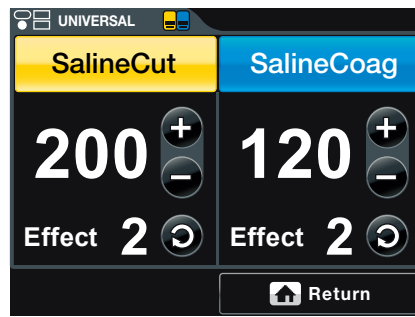 UNIVERSAL
SalineCut SalineCoag
200 + 120 +
− −
Effect 2 Effect 2
Return